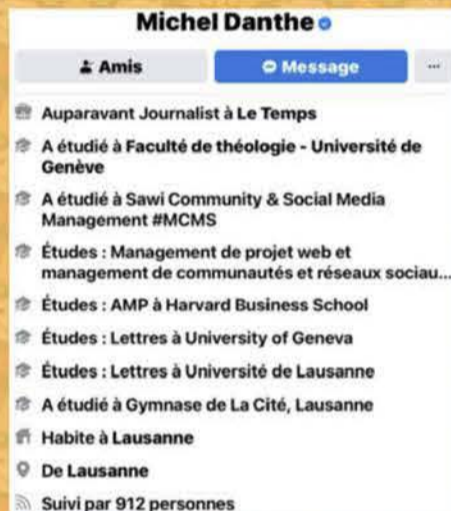 Michel Danthe
Amis
Message
Auparavant Journalist à Le Temps
A étudié à Faculté de théologie - Université de
Genève
A étudié à Sawi Community & Social Media
Management #MCMS
Études : Management de projet web et
management de communautés et réseaux sociau...
Études : AMP à Harvard Business School
Études : Lettres à University of Geneva
Études : Lettres à Université de Lausanne
A étudié à Gymnase de La Cité, Lausanne
Habite à Lausanne
De Lausanne
Suivi par 912 personnes